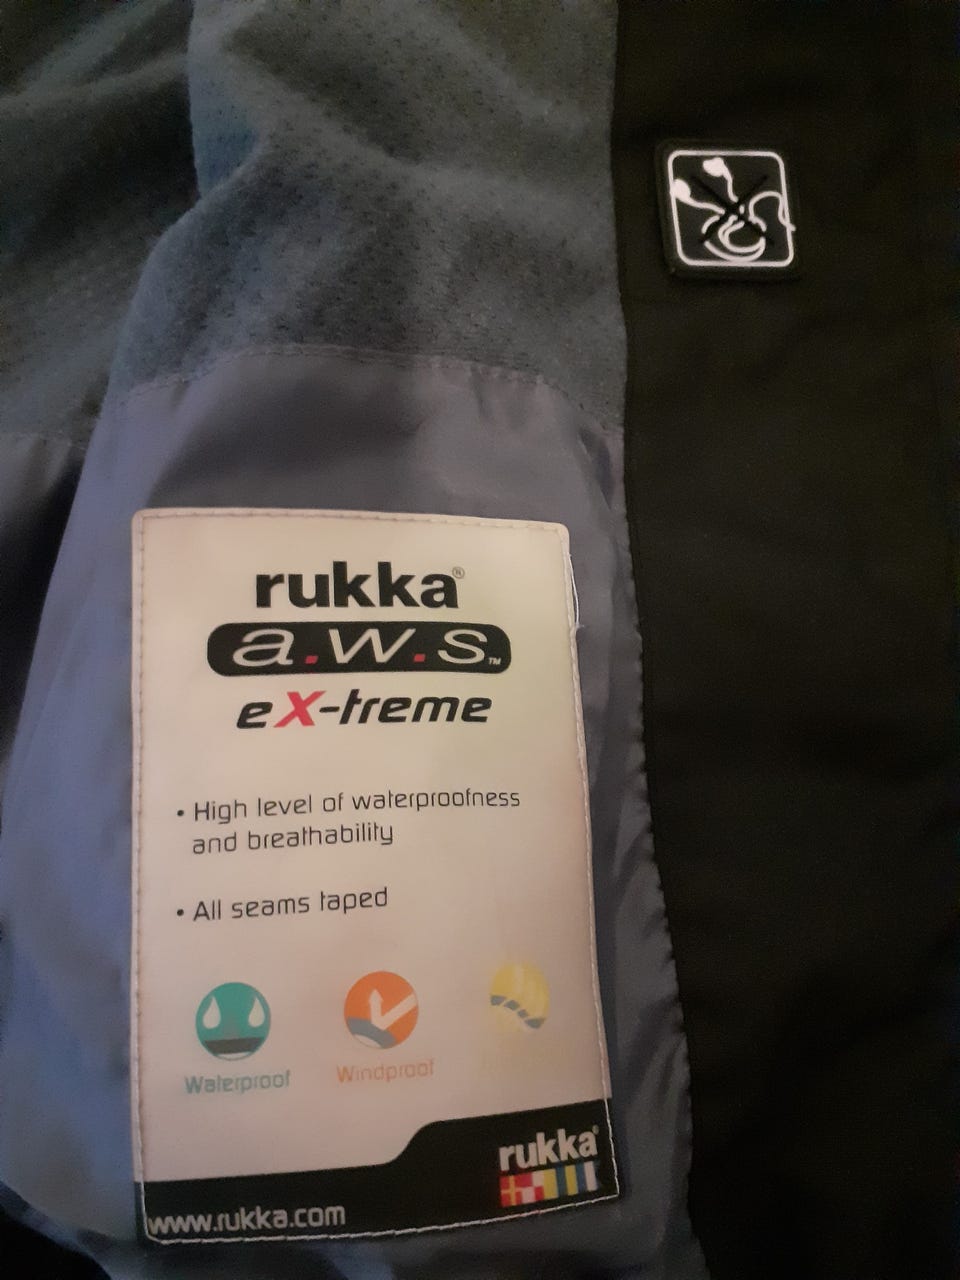 rukka®
a.w.s.™
eX-treme
• High level of waterproofness
and breathability
• All seams taped
Waterproof
Windproof
rukka®
www.rukka.com